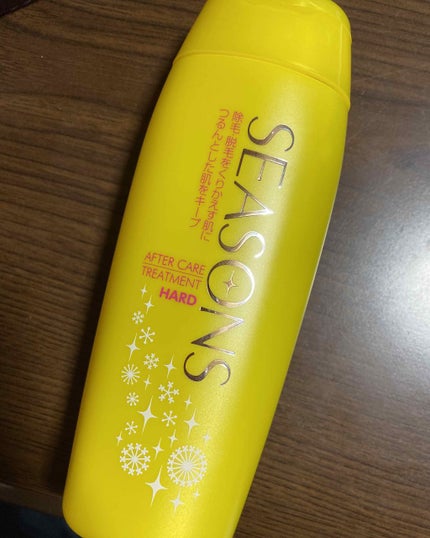 SEASONS
除毛・脱毛をくりかえす肌に
つるんとした肌をキープ
AFTER CARE
TREATMENT
HARD